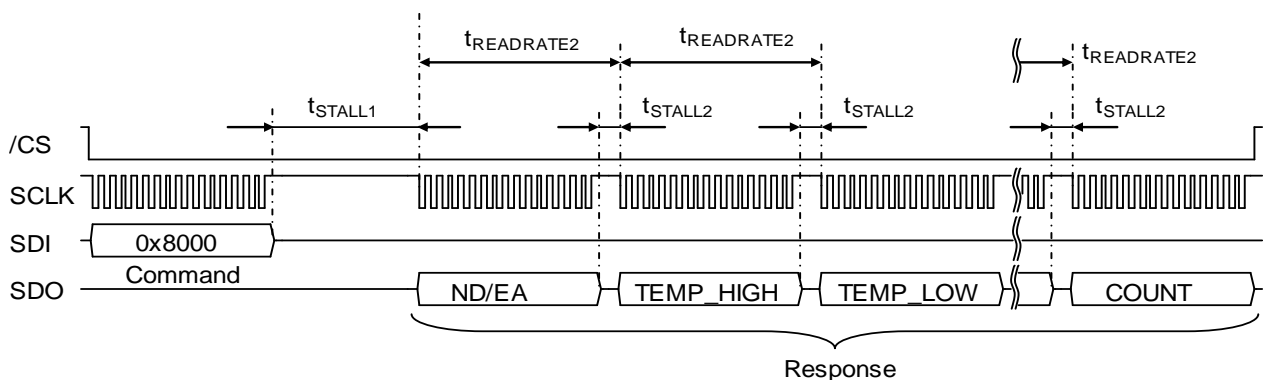 tREADRATE2 tREADRATE2 tREADRATE2
tSTALL1 tSTALL2 tSTALL2 tSTALL2
/CS
SCLK
SDI 0x8000
Command
SDO ND/EA TEMP_HIGH TEMP_LOW COUNT
Response